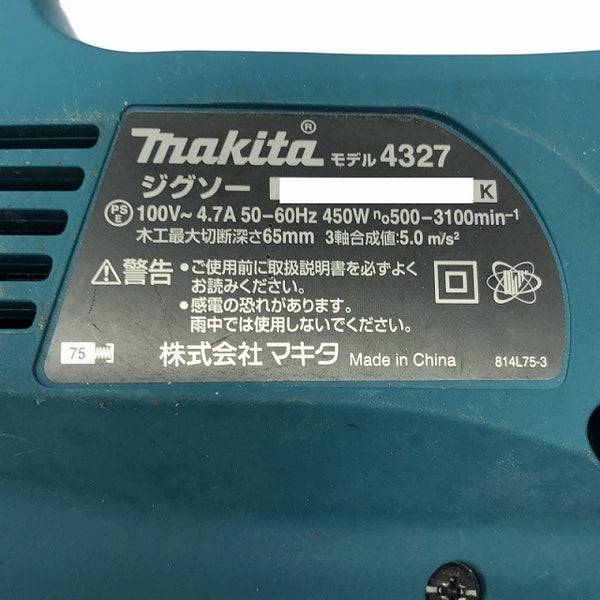 makita® モデル 4327
ジグソー K
PS E 100V~ 4.7A 50-60Hz 450W n₀500-3100min⁻¹
木工最大切断深さ65mm 3軸合成値:5.0 m/s²
警告 •ご使用前に取扱説明書を必ずよく
お読みください。
•感電の恐れがあります。
雨中では使用しないでください。
75 株式会社 マキタ Made in China 814L75-3